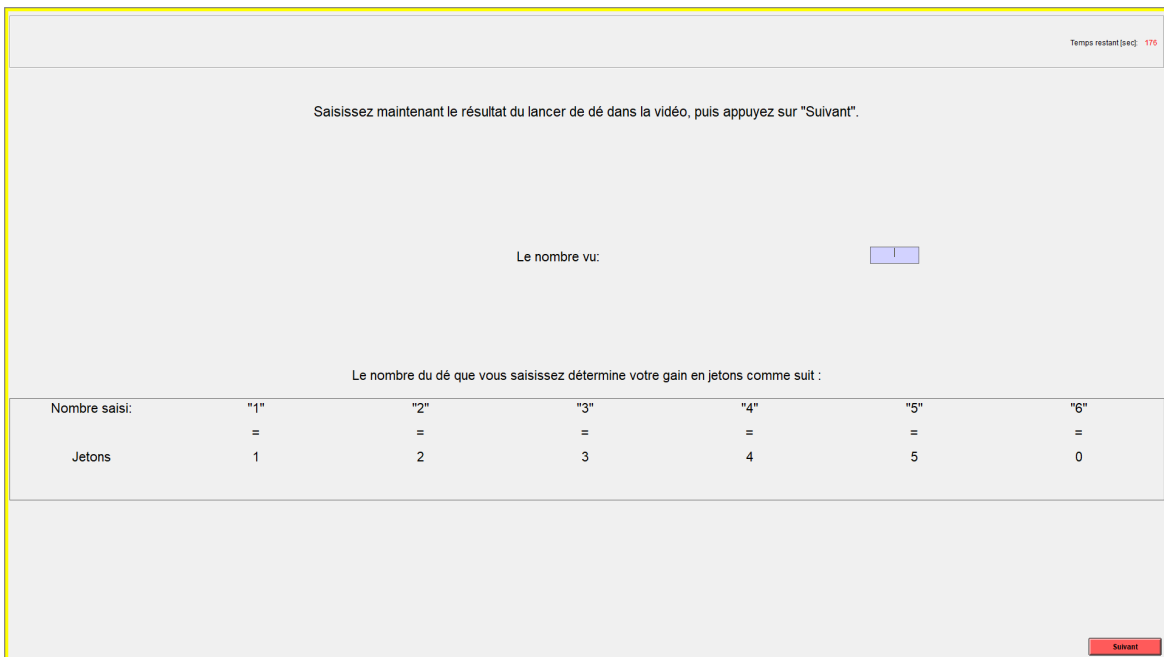 Temps restant [sec]: 176
Saisissez maintenant le résultat du lancer de dé dans la vidéo, puis appuyez sur "Suivant".
Le nombre vu:
Le nombre du dé que vous saisissez détermine votre gain en jetons comme suit :
Nombre saisi: "1" "2" "3" "4" "5" "6"
= = = = = =
Jetons 1 2 3 4 5 0
Suivant